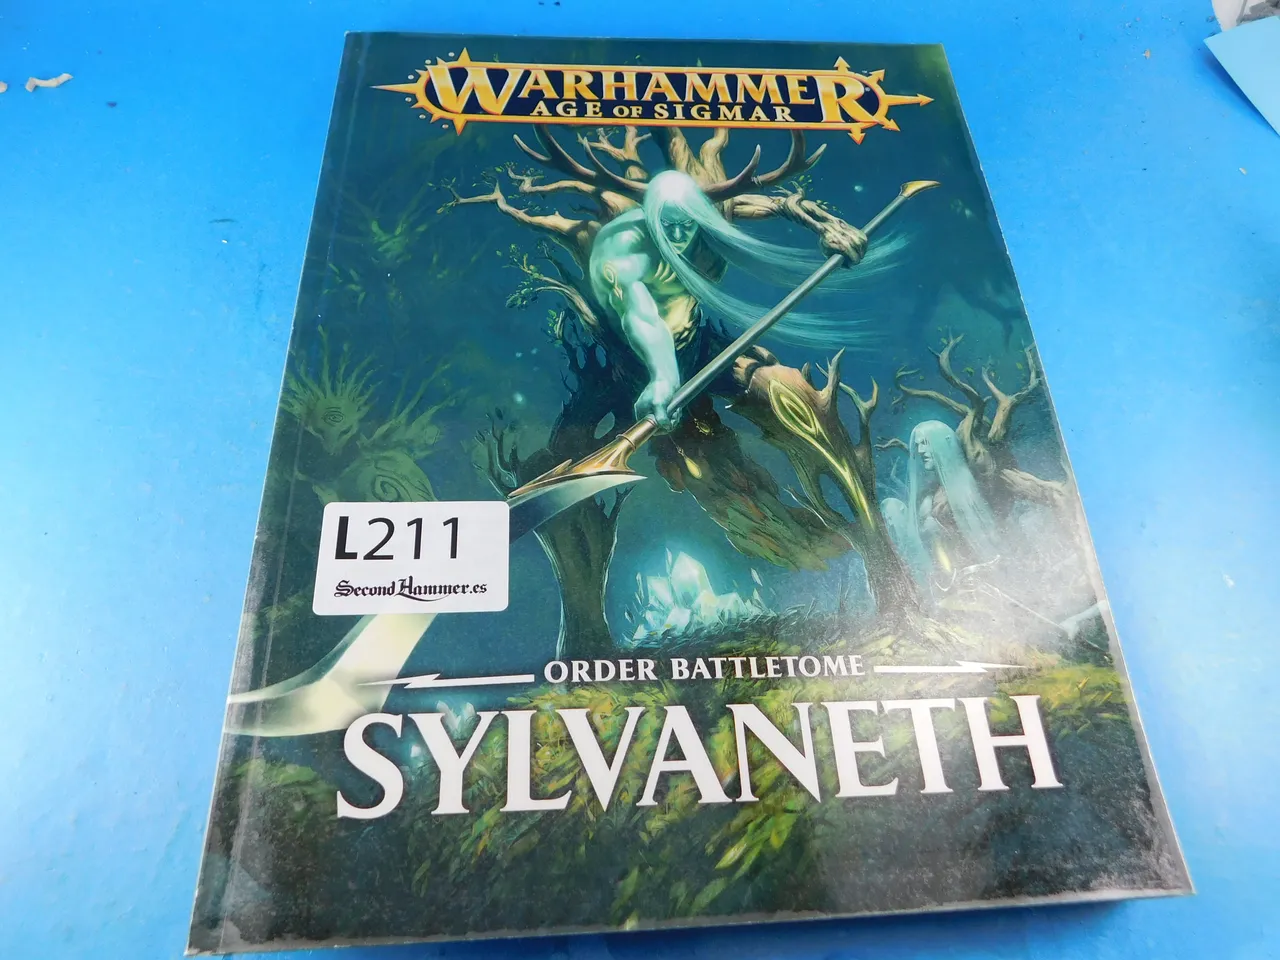 WARHAMMER
AGE OF SIGMAR
L211
SecondHammer.es
ORDER BATTLETOME
SYLVANETH